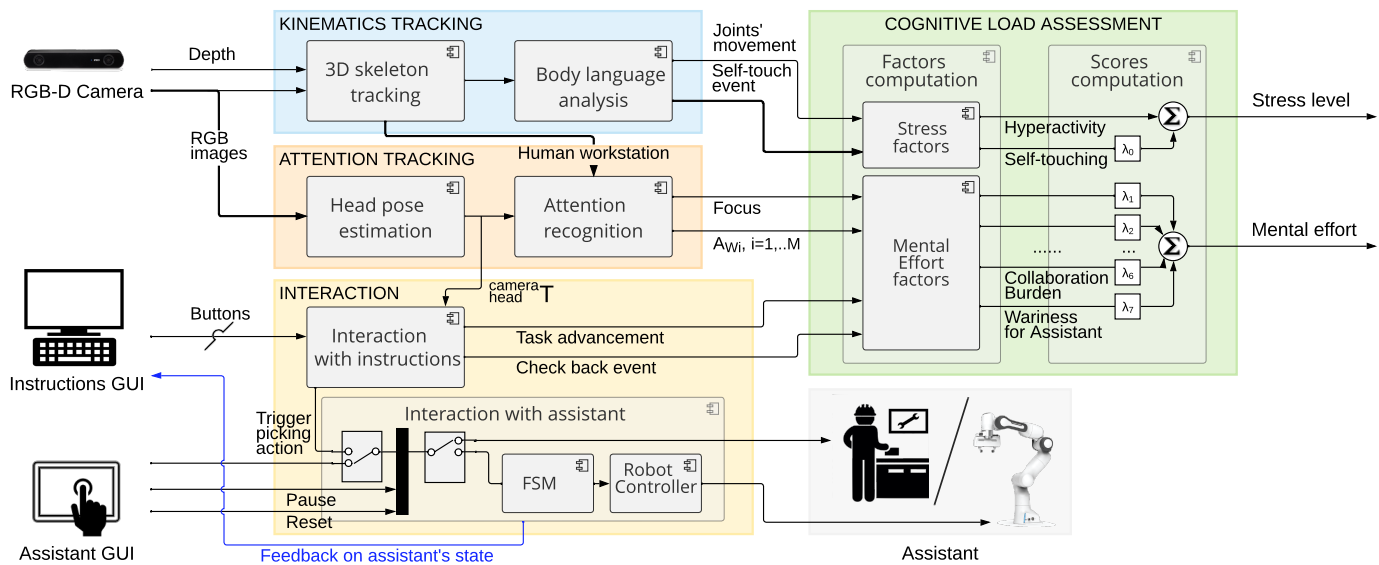 KINEMATICS TRACKING
COGNITIVE LOAD ASSESSMENT
Depth
RGB-D Camera
3D skeleton
tracking
Body language
analysis
Joints'
movement
Self-touch
event
Factors
computation
Scores
computation
Stress
factors
Hyperactivity
Self-touching
Σ
λ0
Stress level
RGB
images
ATTENTION TRACKING
Human workstation
Head pose
estimation
Attention
recognition
Focus
AWi, i=1,..M
Mental
Effort
factors
λ1
λ2
......
...
λ6
λ7
Σ
Collaboration
Burden
Wariness
for Assistant
Mental effort
camera
head T
INTERACTION
Buttons
Instructions GUI
Interaction
with instructions
Task advancement
Check back event
Trigger
picking
action
Interaction with assistant
FSM
Robot
Controller
Pause
Reset
Assistant GUI
Feedback on assistant's state
Assistant